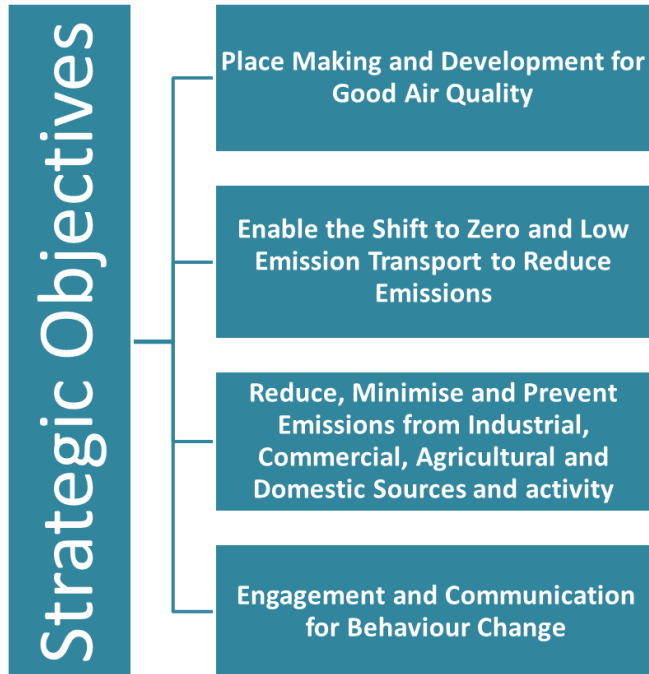 Strategic Objectives
Place Making and Development for
Good Air Quality
Enable the Shift to Zero and Low
Emission Transport to Reduce
Emissions
Reduce, Minimise and Prevent
Emissions from Industrial,
Commercial, Agricultural and
Domestic Sources and activity
Engagement and Communication
for Behaviour Change